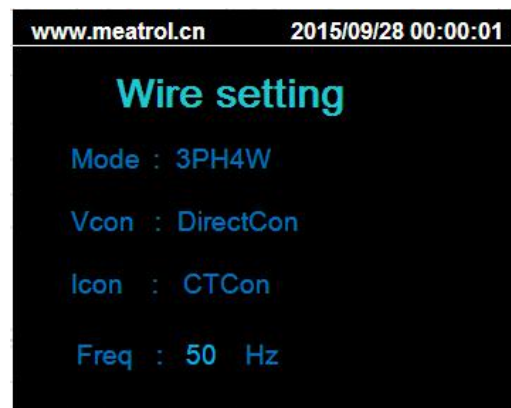 www.meatrol.cn 2015/09/28 00:00:01
Wire setting
Mode : 3PH4W
Vcon : DirectCon
Icon : CTCon
Freq : 50 Hz